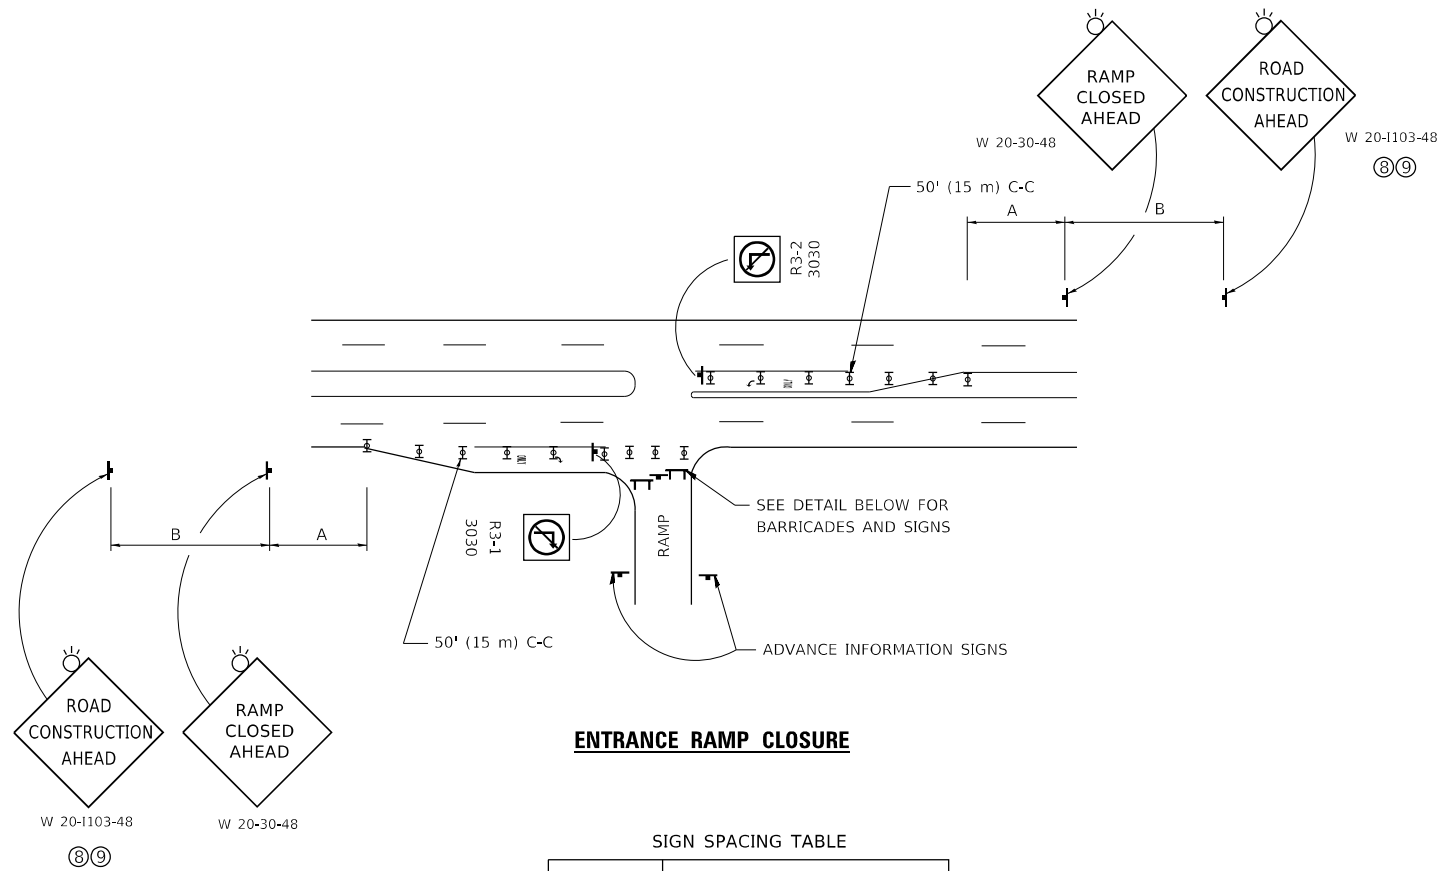 RAMP
CLOSED
AHEAD
W 20-30-48
ROAD
CONSTRUCTION
AHEAD
W 20-I103-48
⑧⑨
50' (15 m) C-C
A
B
R3-2
3030
ONLY
ONLY
B
A
R3-1
3030
RAMP
SEE DETAIL BELOW FOR
BARRICADES AND SIGNS
50' (15 m) C-C
ADVANCE INFORMATION SIGNS
ROAD
CONSTRUCTION
AHEAD
W 20-I103-48
⑧⑨
RAMP
CLOSED
AHEAD
W 20-30-48
ENTRANCE RAMP CLOSURE
SIGN SPACING TABLE